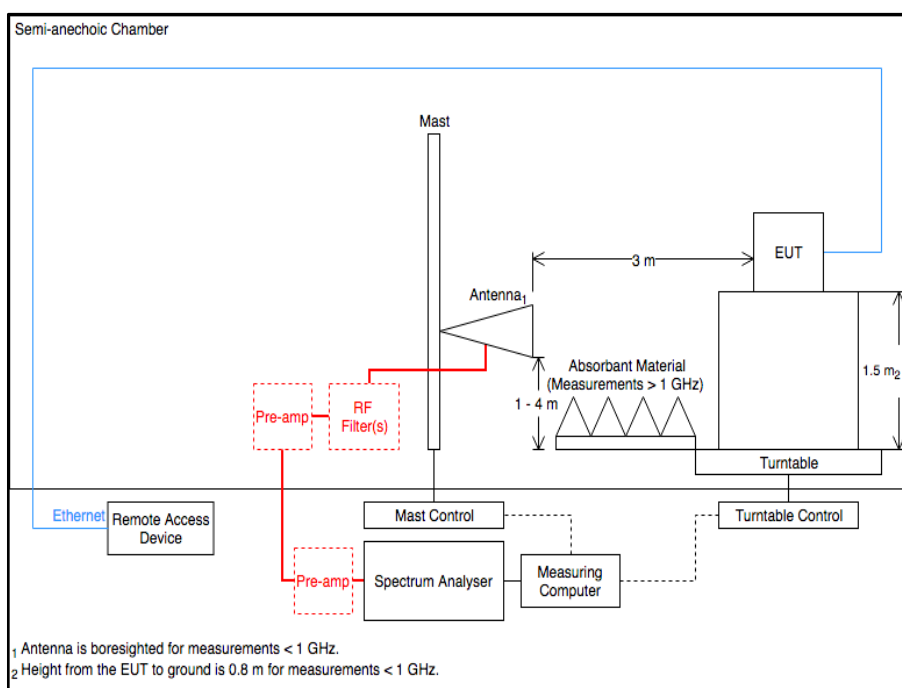 Semi-anechoic Chamber
Mast
EUT
3 m
Antenna1
Absorbant Material
(Measurements > 1 GHz)
1.5 m2
1 - 4 m
Pre-amp
RF
Filter(s)
Turntable
Ethernet
Remote Access
Device
Mast Control
Turntable Control
Pre-amp
Spectrum Analyser
Measuring
Computer
1 Antenna is boresighted for measurements < 1 GHz.
2 Height from the EUT to ground is 0.8 m for measurements < 1 GHz.